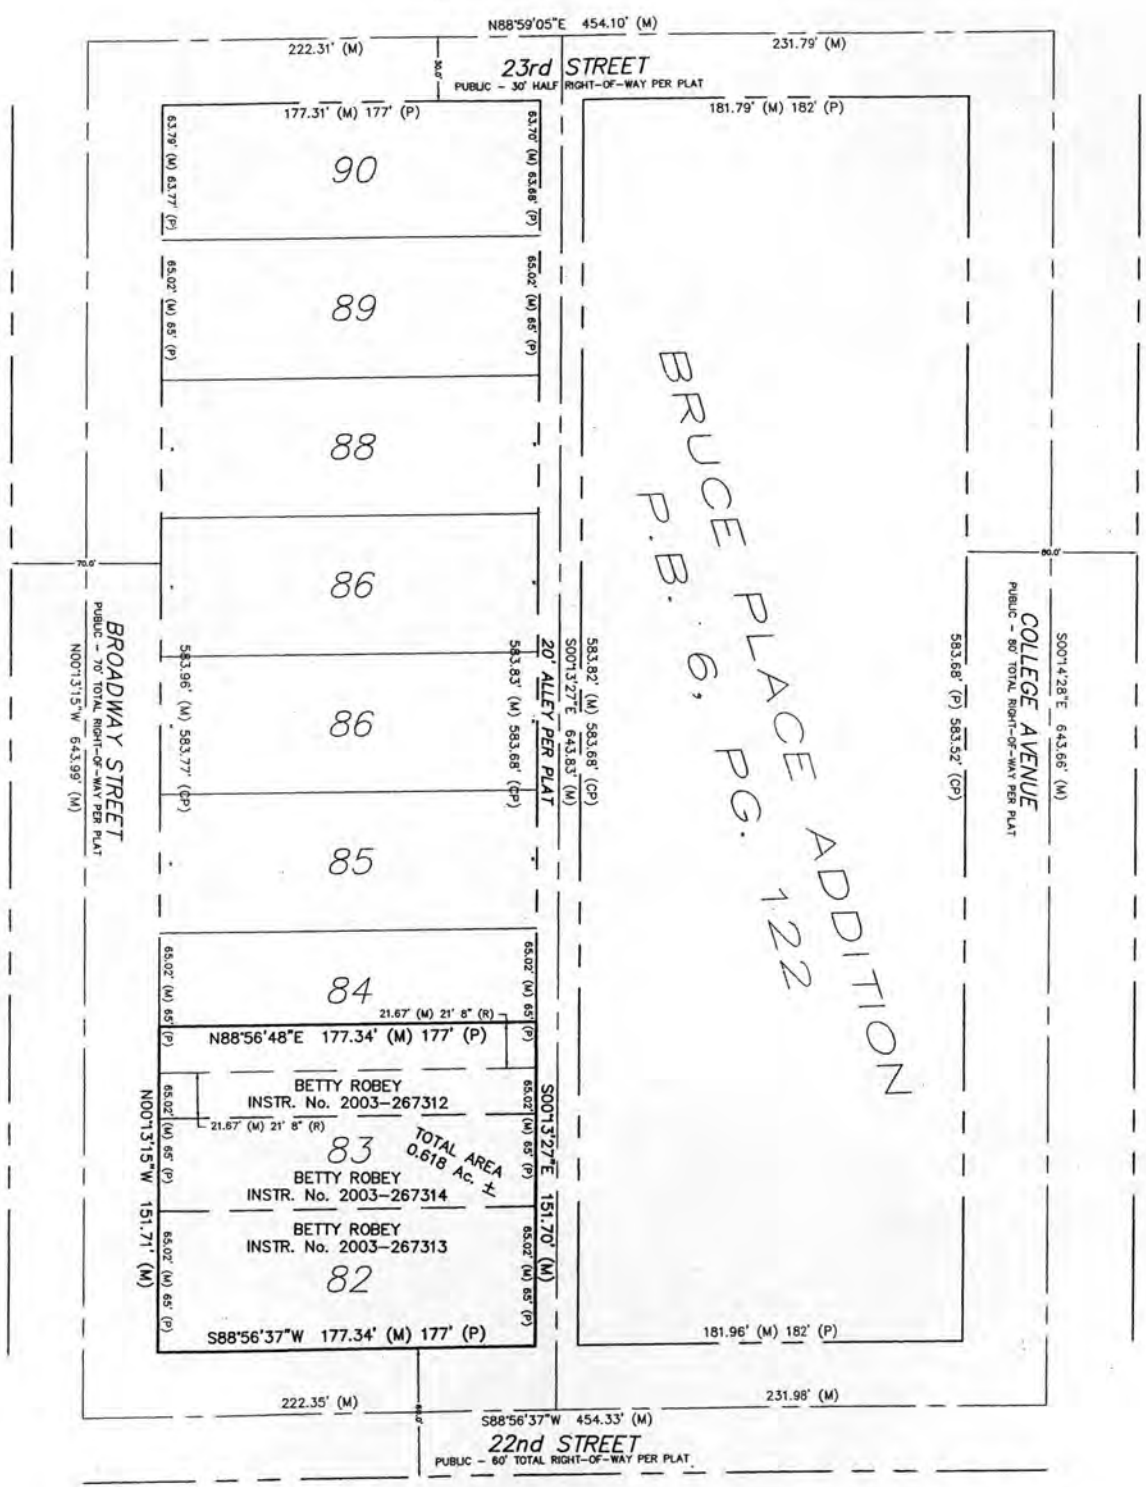 N88°59'05"E 454.10' (M)
222.31' (M)
231.79' (M)
30.0'
23rd STREET
PUBLIC - 30' HALF RIGHT-OF-WAY PER PLAT
177.31' (M) 177' (P)
181.79' (M) 182' (P)
63.79' (M) 63.77' (P)
63.70' (M) 63.68' (P)
90
65.02' (M) 65' (P)
65.02' (M) 65' (P)
89
88
86
86
85
84
BRUCE PLACE ADDITION
P.B. 6, PG. 122
70.0'
80.0'
BROADWAY STREET
PUBLIC - 70' TOTAL RIGHT-OF-WAY PER PLAT
N00°13'15"W 643.99' (M)
583.96' (M) 583.77' (CP)
583.83' (M) 583.68' (CP)
20' ALLEY PER PLAT
S00°13'27"E 643.83' (M)
583.82' (M) 583.68' (CP)
583.68' (P) 583.52' (CP)
COLLEGE AVENUE
PUBLIC - 80' TOTAL RIGHT-OF-WAY PER PLAT
S00°14'28"E 643.66' (M)
65.02' (M) 65' (P)
65.02' (M) 65' (P)
21.67' (M) 21' 8" (R)
N88°56'48"E 177.34' (M) 177' (P)
BETTY ROBEY
INSTR. No. 2003-267312
21.67' (M) 21' 8" (R)
65.02' (M) 65' (P)
65.02' (M) 65' (P)
83
TOTAL AREA
0.618 Ac. ±
BETTY ROBEY
INSTR. No. 2003-267314
N00°13'15"W 151.71' (M)
S00°13'27"E 151.70' (M)
BETTY ROBEY
INSTR. No. 2003-267313
82
65.02' (M) 65' (P)
65.02' (M) 65' (P)
S88°56'37"W 177.34' (M) 177' (P)
181.96' (M) 182' (P)
222.35' (M)
231.98' (M)
60.0'
S88°56'37"W 454.33' (M)
22nd STREET
PUBLIC - 60' TOTAL RIGHT-OF-WAY PER PLAT